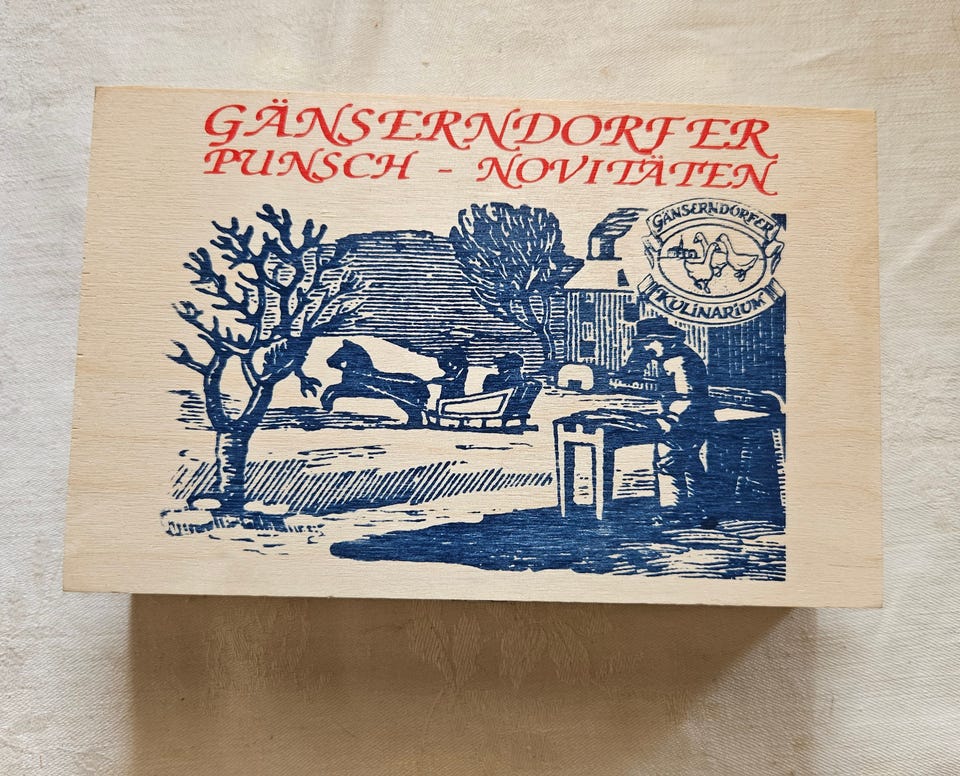 GÄNSERNDORFER
PUNSCH - NOVITÄTEN
GÄNSERNDORFER
KULINARIUM